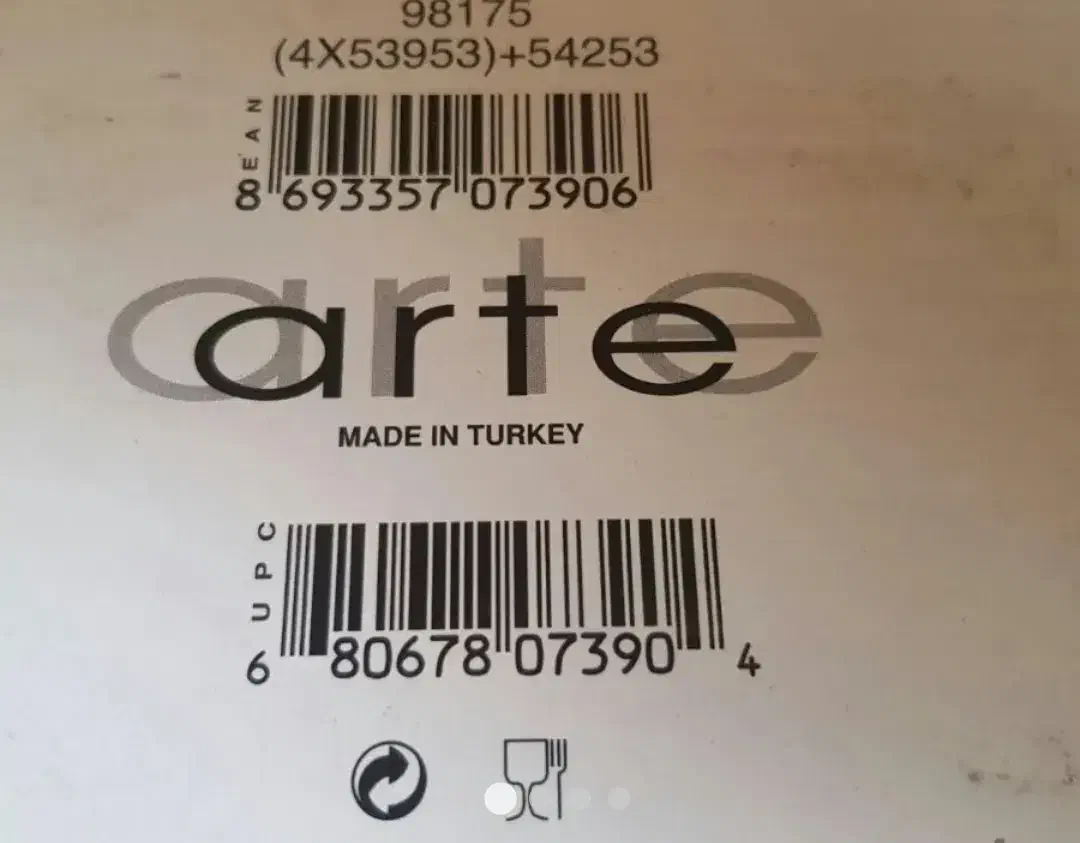 98175
(4X53953)+54253
EAN
8 693357 073906
arte
MADE IN TURKEY
UPC
6 80678 07390 4